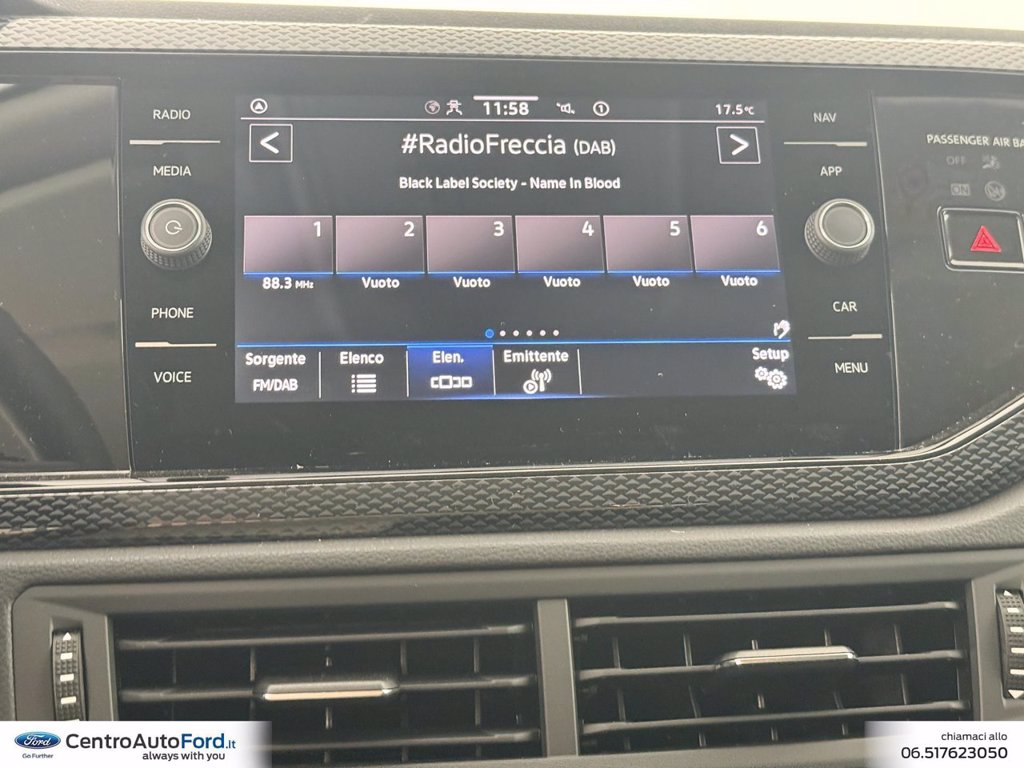 RADIO
MEDIA
PHONE
VOICE
11:58
1
17.5°C
<
#RadioFreccia (DAB)
>
Black Label Society - Name In Blood
1 2 3 4 5 6
88.3 MHz Vuoto Vuoto Vuoto Vuoto Vuoto
Sorgente Elenco Elen. Emittente Setup
FM/DAB
NAV
APP
CAR
MENU
PASSENGER AIR BA
OFF
ON
Ford
Go Further
CentroAutoFord.it
always with you
chiamaci allo
06.517623050